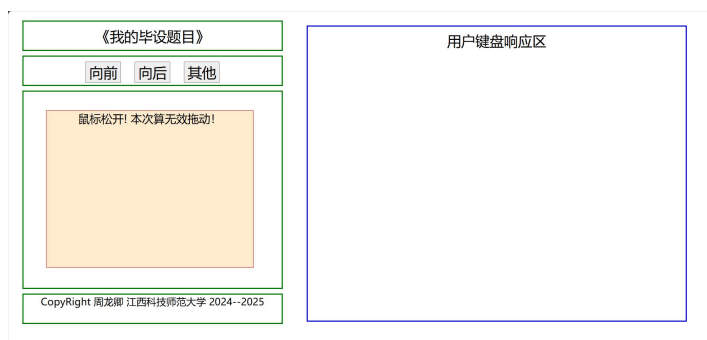 《我的毕设题目》
向前 向后 其他
鼠标松开! 本次算无效拖动!
CopyRight 周龙卿 江西科技师范大学 2024--2025
用户键盘响应区